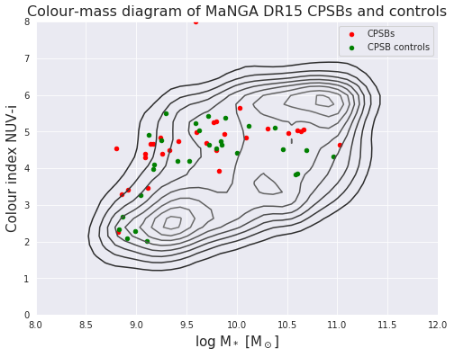 Colour-mass diagram of MaNGA DR15 CPSBs and controls
CPSBs
CPSB controls
Colour index NUV-i
8
7
6
5
4
3
2
1
0
8.0 8.5 9.0 9.5 10.0 10.5 11.0 11.5 12.0
log M* [M⊙]